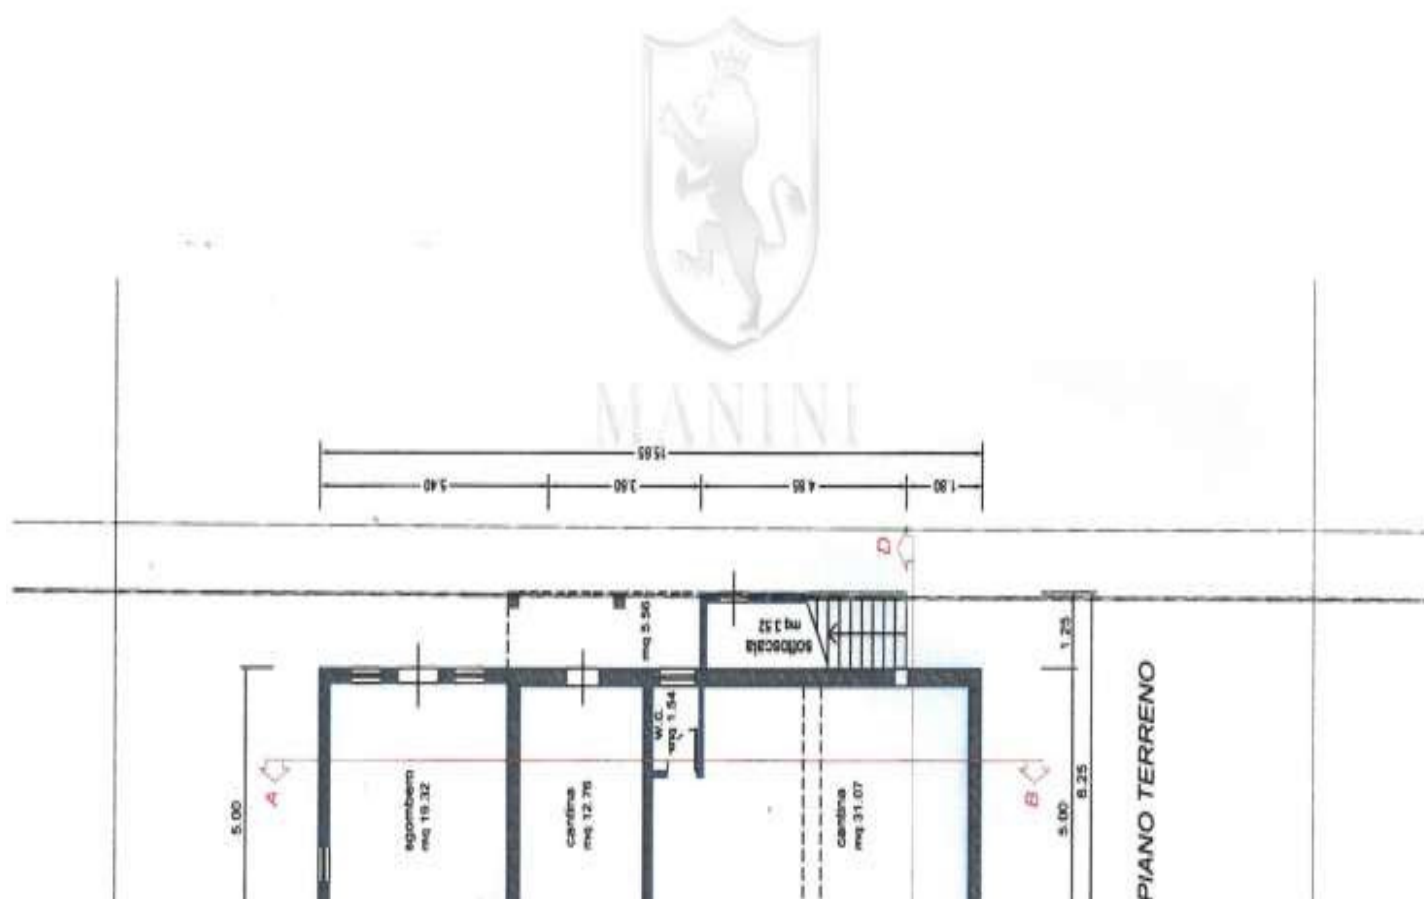 MANINI
15.65
5.40
3.60
4.85
1.80
D
mq 5.56
sottoscala
mq 3.52
1.25
w.c.
mq 1.54
A
B
5.00
sgombero
mq 19.32
cantina
mq 12.76
cantina
mq 31.07
5.00
6.25
PIANO TERRENO